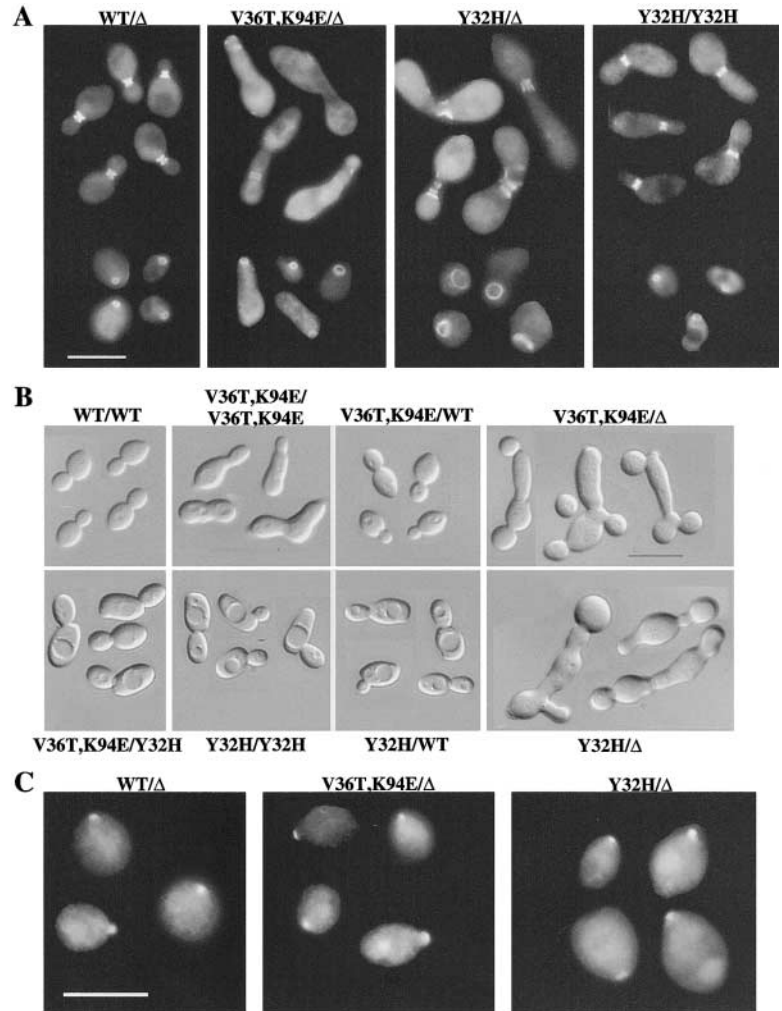 A
WT/Δ
V36T,K94E/Δ
Y32H/Δ
Y32H/Y32H
B
WT/WT
V36T,K94E/
V36T,K94E
V36T,K94E/WT
V36T,K94E/Δ
V36T,K94E/Y32H
Y32H/Y32H
Y32H/WT
Y32H/Δ
C
WT/Δ
V36T,K94E/Δ
Y32H/Δ